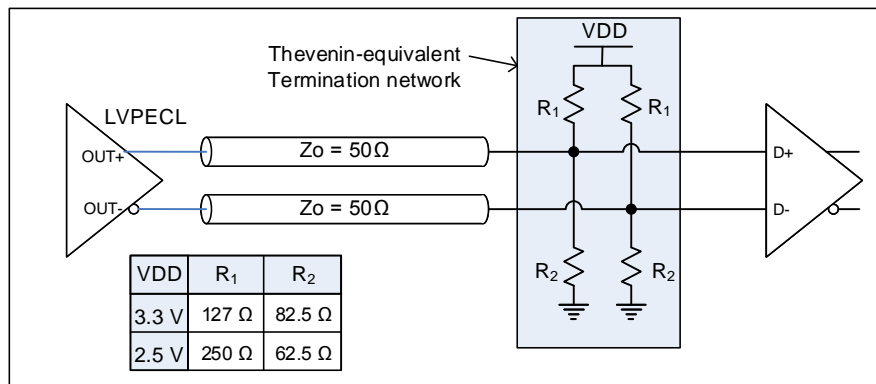 VDD
Thevenin-equivalent
Termination network
R1
R1
LVPECL
OUT+
Zo = 50Ω
D+
OUT-
Zo = 50Ω
D-
R2
R2
VDD R1 R2
3.3 V 127 Ω 82.5 Ω
2.5 V 250 Ω 62.5 Ω